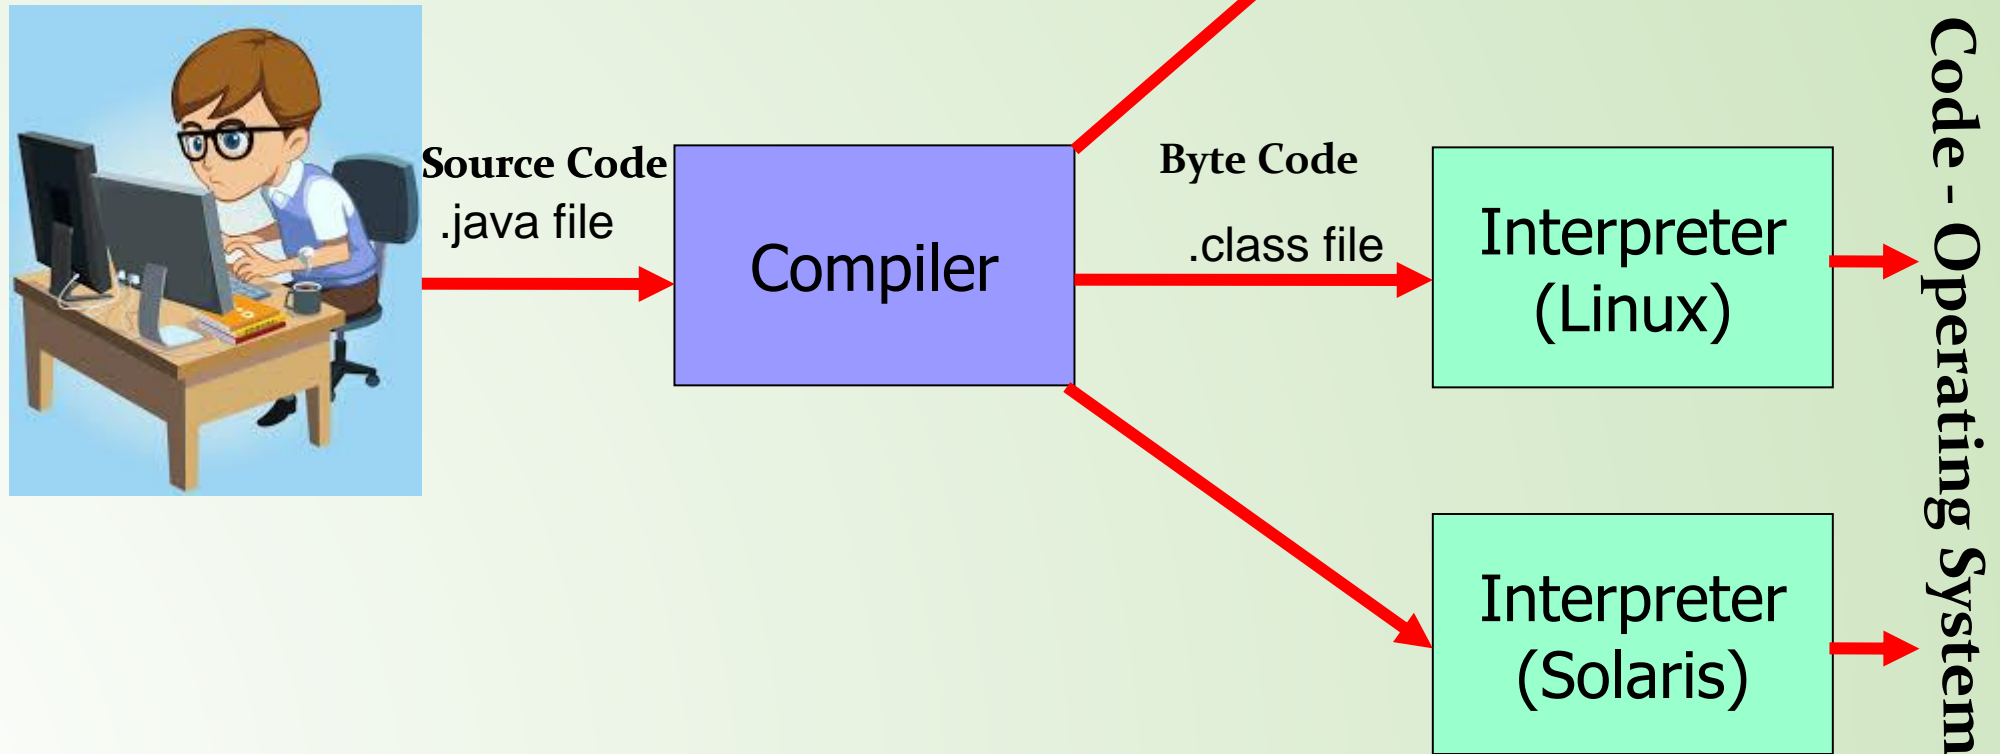 Source Code
.java file
Compiler
Byte Code
.class file
Interpreter
(Linux)
Interpreter
(Solaris)
Code - Operating System